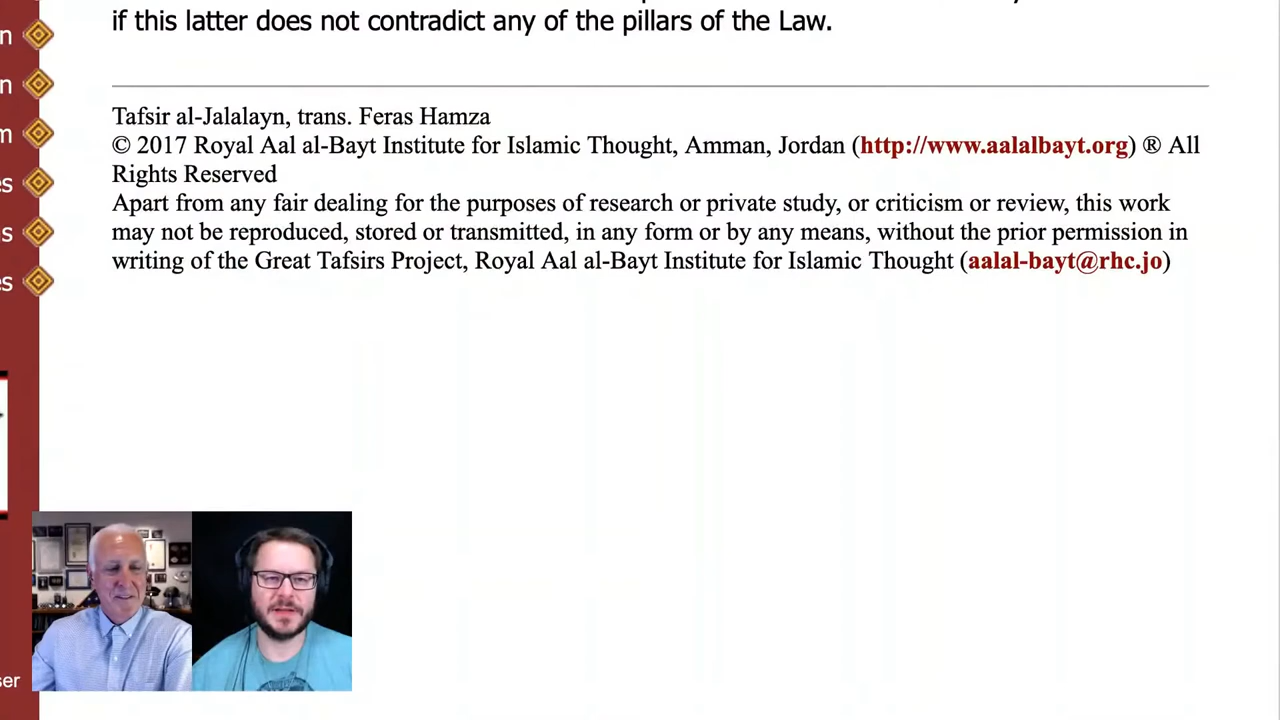 if this latter does not contradict any of the pillars of the Law.
n
n
m
es
s
es
Tafsir al-Jalalayn, trans. Feras Hamza
© 2017 Royal Aal al-Bayt Institute for Islamic Thought, Amman, Jordan (http://www.aalalbayt.org) ® All
Rights Reserved
Apart from any fair dealing for the purposes of research or private study, or criticism or review, this work
may not be reproduced, stored or transmitted, in any form or by any means, without the prior permission in
writing of the Great Tafsirs Project, Royal Aal al-Bayt Institute for Islamic Thought (aalal-bayt@rhc.jo)
ser